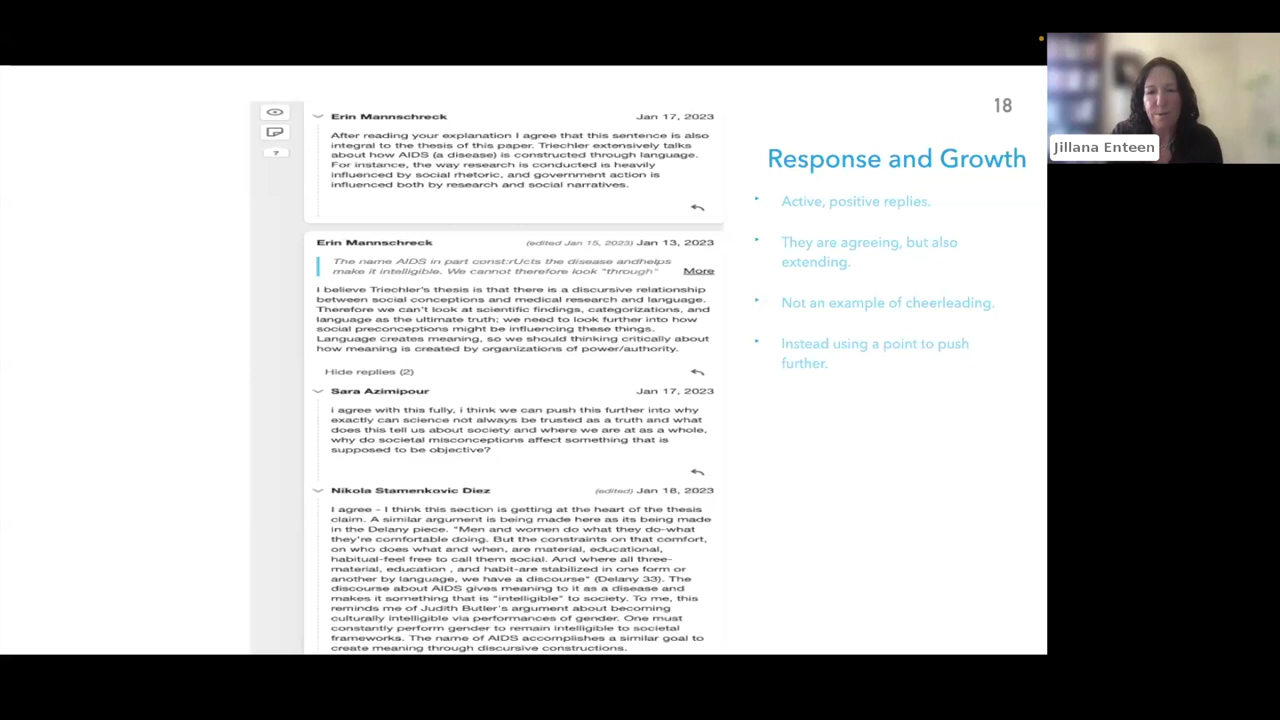 Erin Mannschreck Jan 17, 2023
After reading your explanation I agree that this sentence is also
integral to the thesis of this paper. Triechler extensively talks
about how AIDS (a disease) is constructed through language.
For instance, the way research is conducted is heavily
influenced by social rhetoric, and government action is
influenced both by research and social narratives.
Erin Mannschreck (edited Jan 15, 2023) Jan 13, 2023
The name AIDS in part const:rUcts the disease andhelps
make it intelligible. We cannot therefore look "through" More
I believe Triechler's thesis is that there is a discursive relationship
between social conceptions and medical research and language.
Therefore we can't look at scientific findings, categorizations, and
language as the ultimate truth; we need to look further into how
social preconceptions might be influencing these things.
Language creates meaning, so we should thinking critically about
how meaning is created by organizations of power/authority.
Hide replies (2)
Sara Azimipour Jan 17, 2023
i agree with this fully, i think we can push this further into why
exactly can science not always be trusted as a truth and what
does this tell us about society and where we are at as a whole,
why do societal misconceptions affect something that is
supposed to be objective?
Nikola Stamenkovic Diez (edited) Jan 18, 2023
I agree - I think this section is getting at the heart of the thesis
claim. A similar argument is being made here as its being made
in the Delany piece. "Men and women do what they do-what
they're comfortable doing. But the constraints on that comfort,
on who does what and when, are material, educational,
habitual-feel free to call them social. And where all three-
material, education , and habit-are stabilized in one form or
another by language, we have a discourse" (Delany 33). The
discourse about AIDS gives meaning to it as a disease and
makes it something that is "intelligible" to society. To me, this
reminds me of Judith Butler's argument about becoming
culturally intelligible via performances of gender. One must
constantly perform gender to remain intelligible to societal
frameworks. The name of AIDS accomplishes a similar goal to
create meaning through discursive constructions.
18
Response and Growth
Active, positive replies.
They are agreeing, but also
extending.
Not an example of cheerleading.
Instead using a point to push
further.
Jillana Enteen